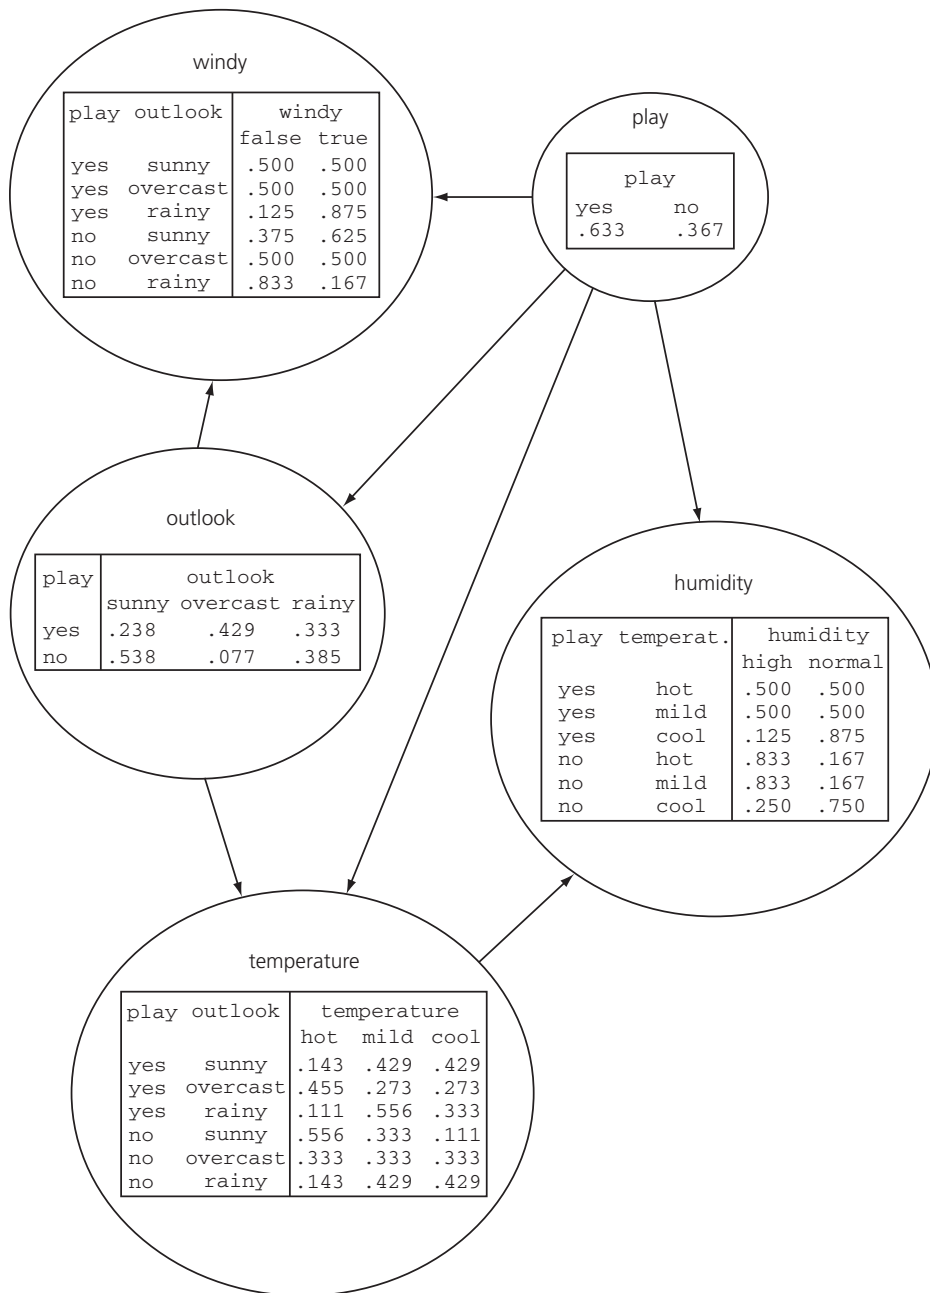 windy
play outlook windy
false true
yes sunny .500 .500
yes overcast .500 .500
yes rainy .125 .875
no sunny .375 .625
no overcast .500 .500
no rainy .833 .167
play
play
yes no
.633 .367
outlook
play outlook
sunny overcast rainy
yes .238 .429 .333
no .538 .077 .385
humidity
play temperat. humidity
high normal
yes hot .500 .500
yes mild .500 .500
yes cool .125 .875
no hot .833 .167
no mild .833 .167
no cool .250 .750
temperature
play outlook temperature
hot mild cool
yes sunny .143 .429 .429
yes overcast .455 .273 .273
yes rainy .111 .556 .333
no sunny .556 .333 .111
no overcast .333 .333 .333
no rainy .143 .429 .429